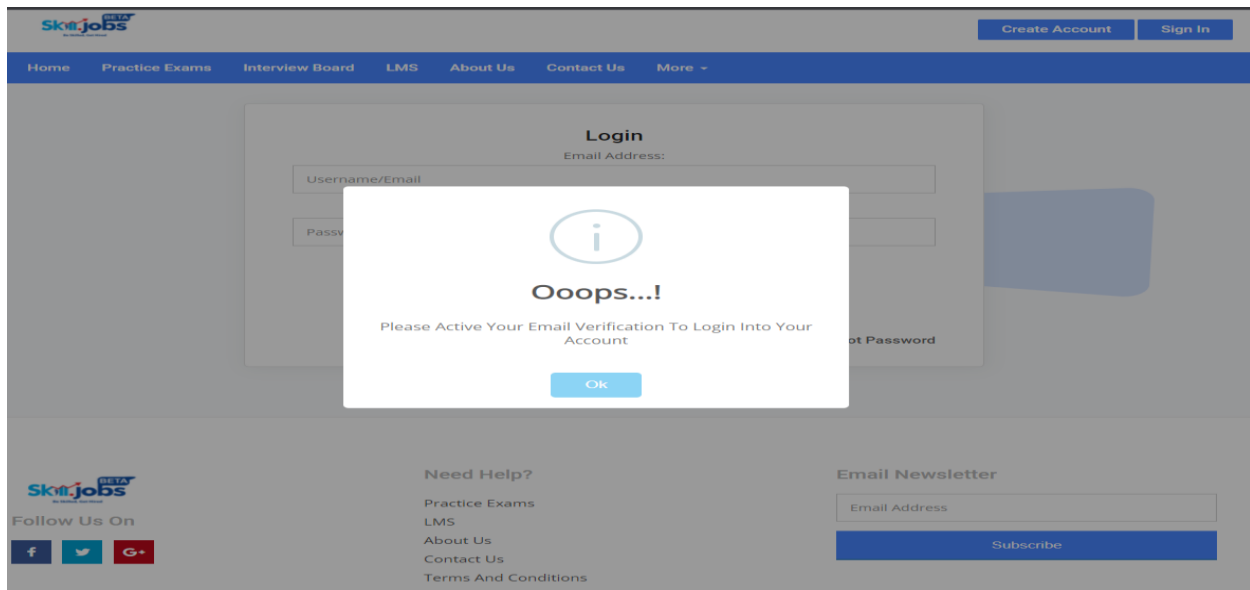 Skill.jobs BETA
Create Account Sign In
Home Practice Exams Interview Board LMS About Us Contact Us More
Login
Email Address:
Username/Email
Passw
i
Ooops...!
Please Active Your Email Verification To Login Into Your
Account
ot Password
Ok
Skill.jobs BETA
Need Help?
Email Newsletter
Practice Exams
Email Address
LMS
Follow Us On
About Us
Subscribe
f G+
Contact Us
Terms And Conditions